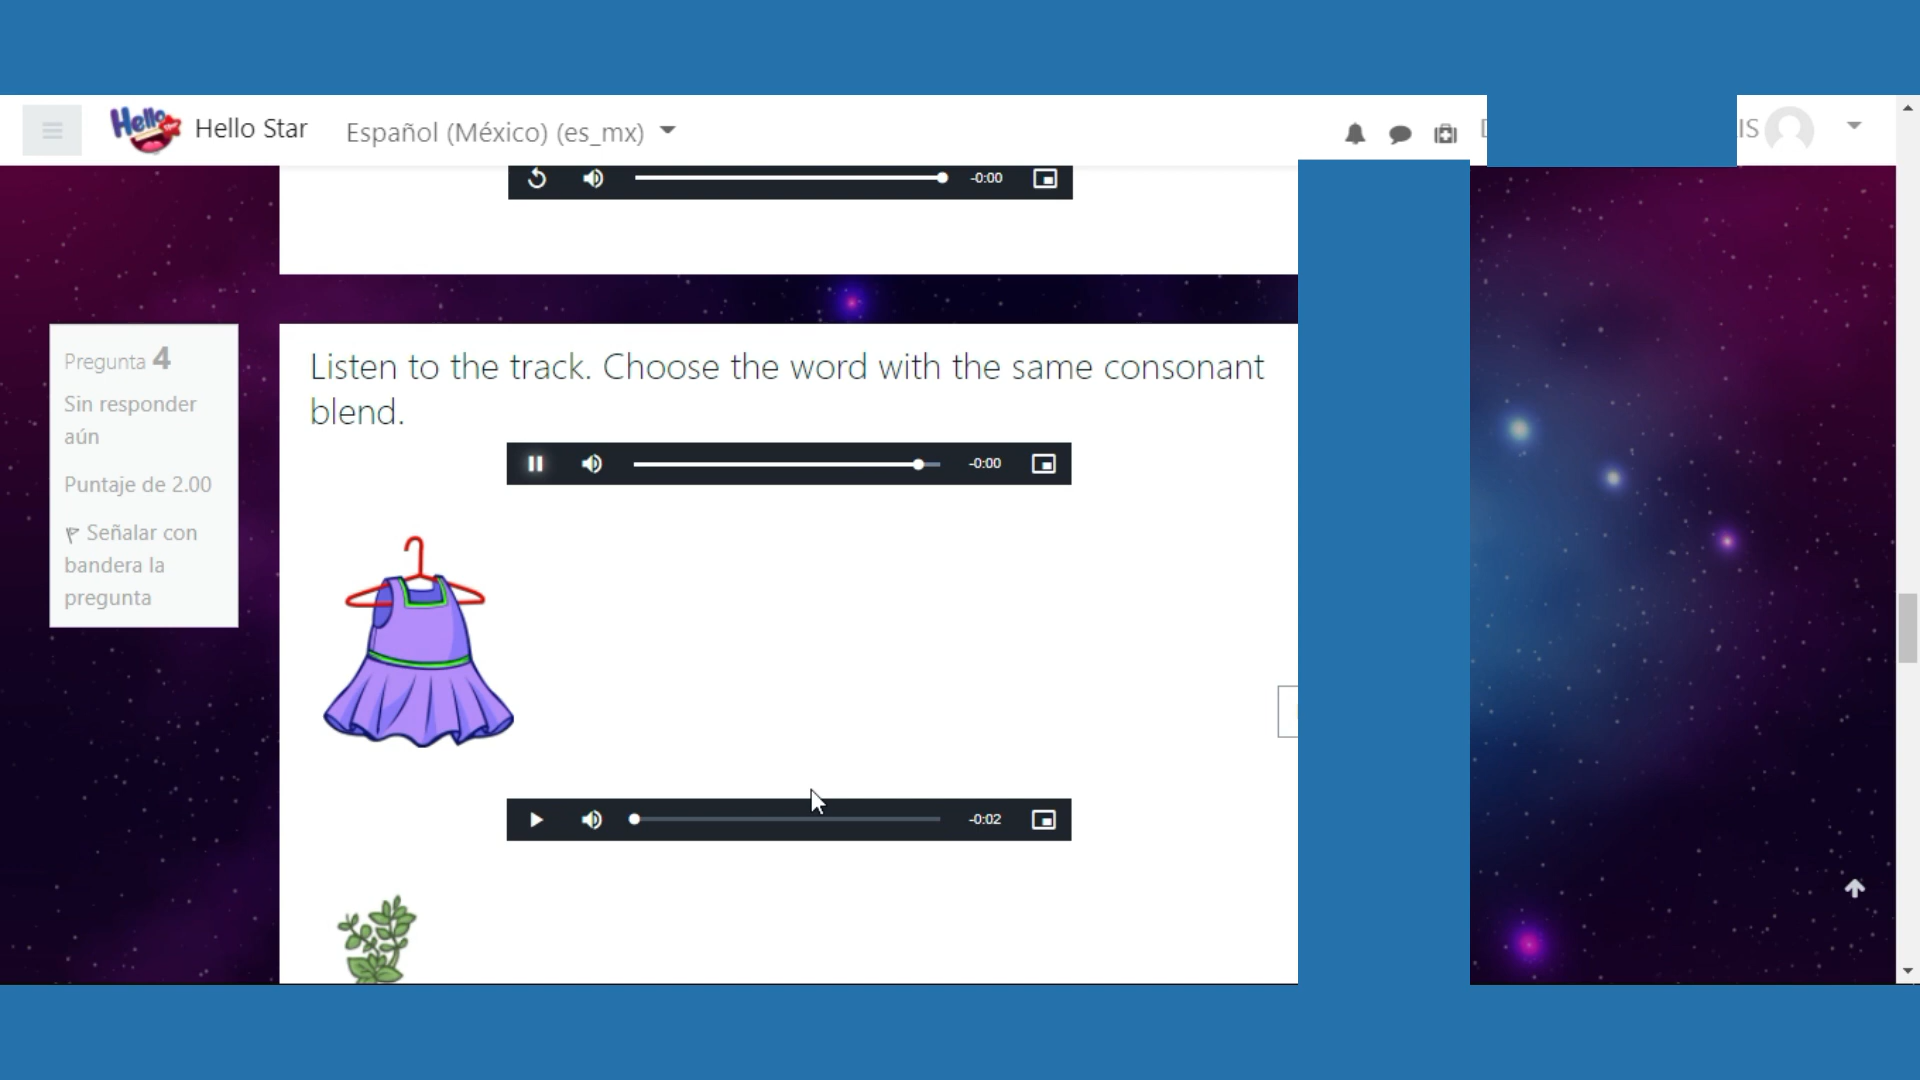 Hello
Hello Star
Español (México) (es_mx)
IS
-0:00
Pregunta 4
Sin responder
aún
Puntaje de 2.00
Señalar con
bandera la
pregunta
Listen to the track. Choose the word with the same consonant
blend.
-0:00
-0:02